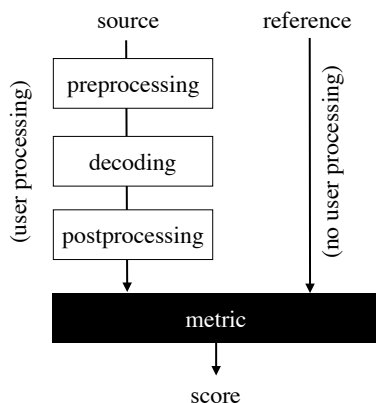 source
reference
(user processing)
preprocessing
decoding
postprocessing
(no user processing)
metric
score